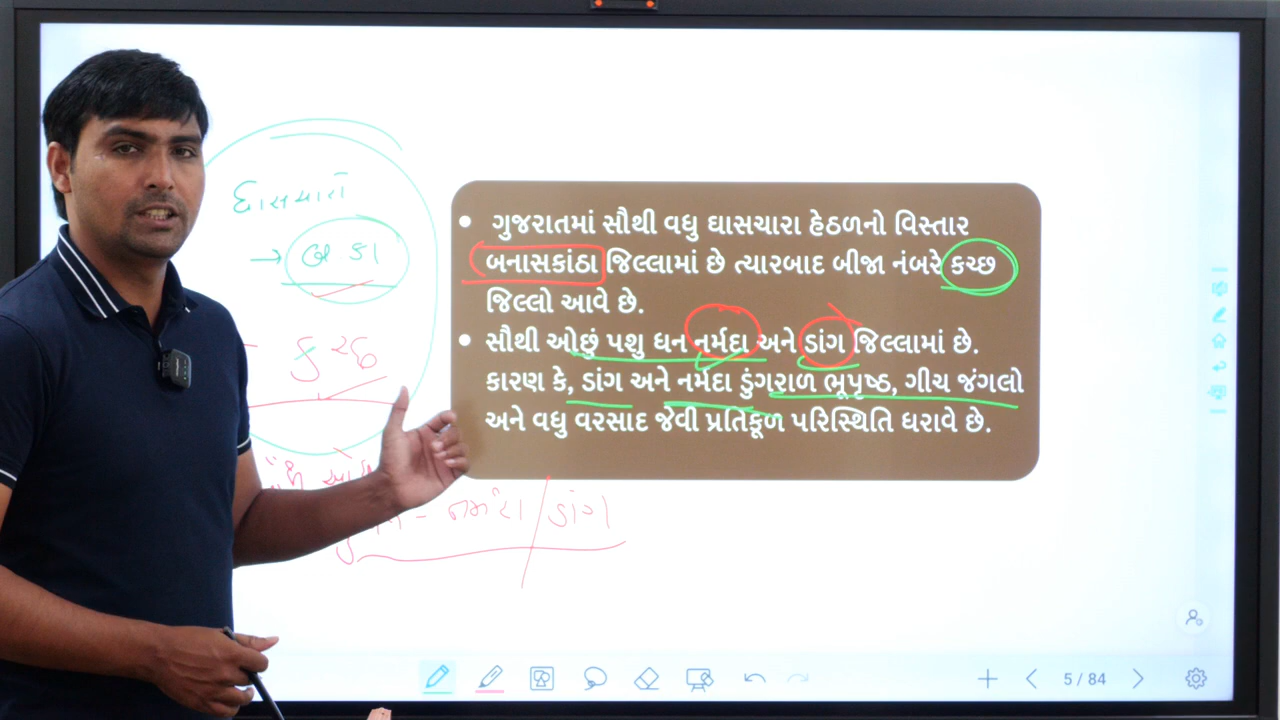 ઘાસચારો
→ બ કાં
- કચ્છ
- નર્મદા / ડાંગ
• ગુજરાતમાં સૌથી વધુ ઘાસચારા હેઠળનો વિસ્તાર
બનાસકાંઠા જિલ્લામાં છે ત્યારબાદ બીજા નંબરે કચ્છ
જિલ્લો આવે છે.
• સૌથી ઓછું પશુ ધન નર્મદા અને ડાંગ જિલ્લામાં છે.
કારણ કે, ડાંગ અને નર્મદા ડુંગરાળ ભૂપૃષ્ઠ, ગીચ જંગલો
અને વધુ વરસાદ જેવી પ્રતિકૂળ પરિસ્થિતિ ધરાવે છે.
5 / 84